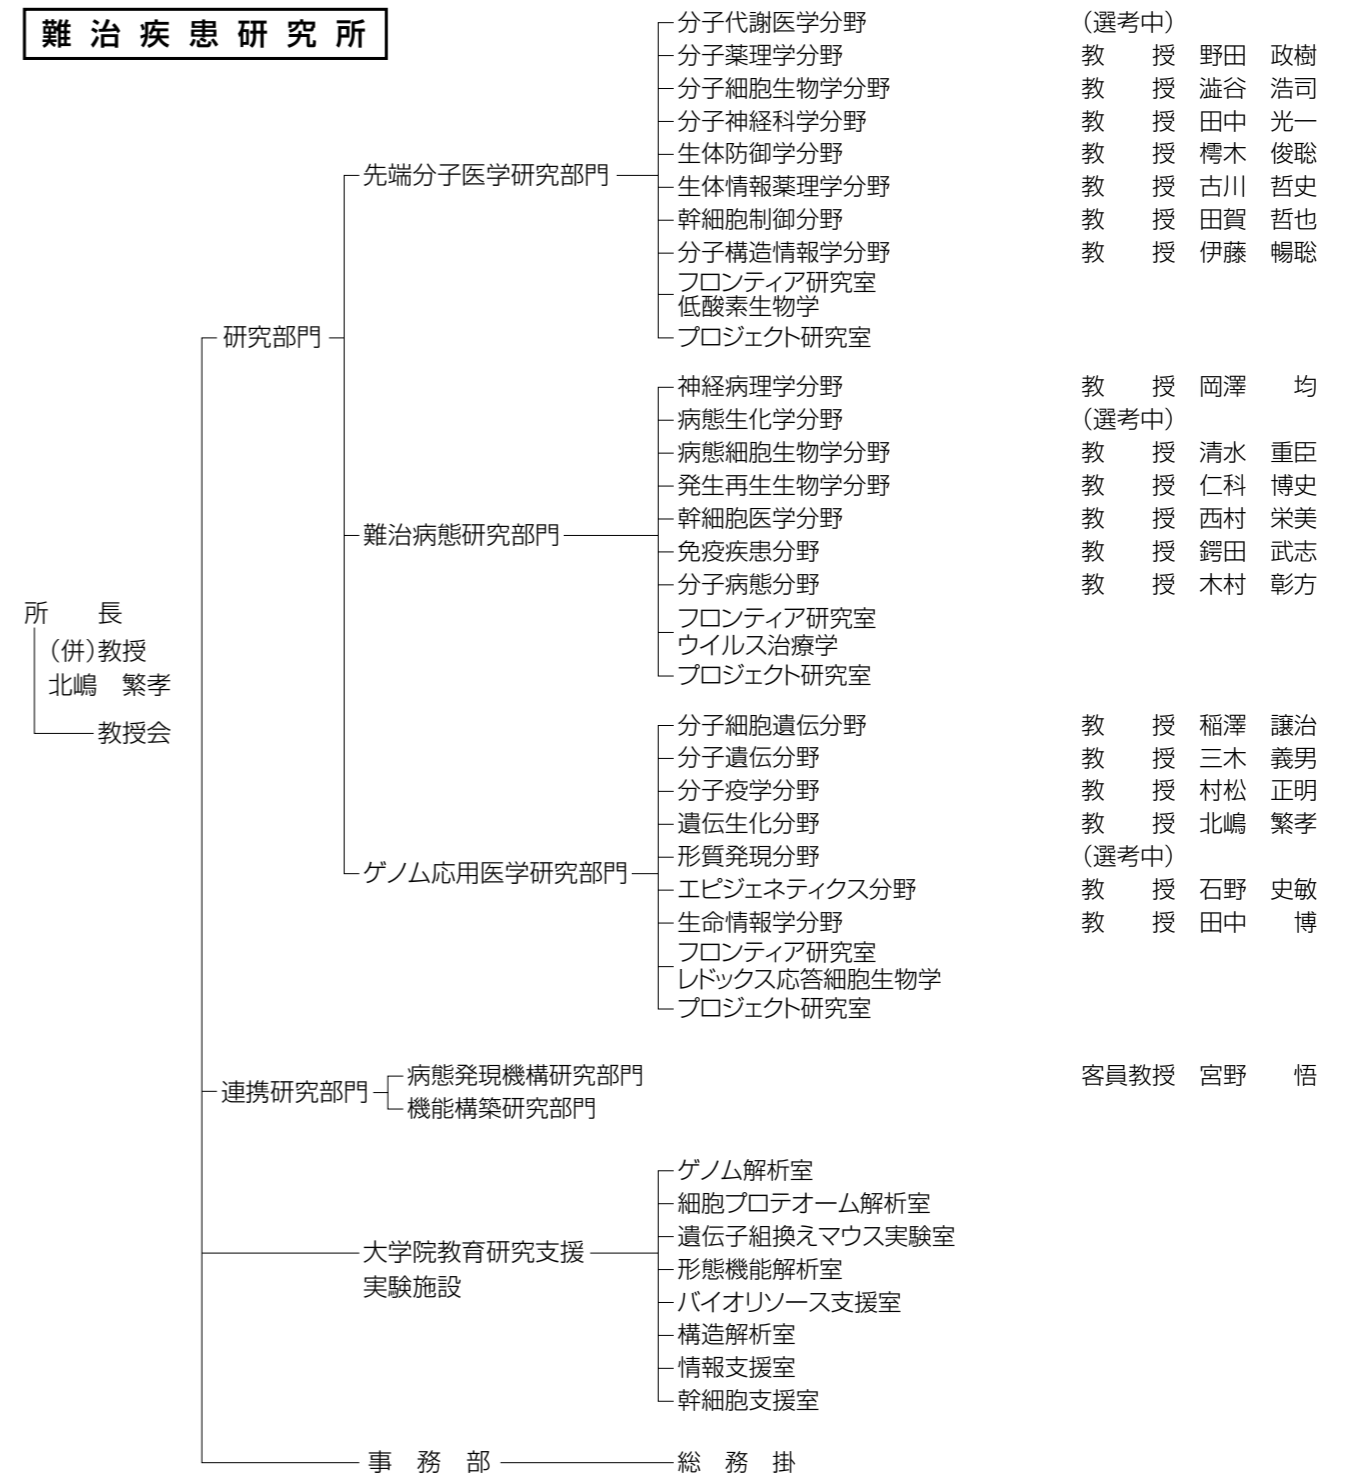 難治疾患研究所
所　長
（併）教授
北嶋　繁孝
教授会
研究部門
先端分子医学研究部門
分子代謝医学分野　（選考中）
分子薬理学分野　教　授　野田　政樹
分子細胞生物学分野　教　授　澁谷　浩司
分子神経科学分野　教　授　田中　光一
生体防御学分野　教　授　樗木　俊聡
生体情報薬理学分野　教　授　古川　哲史
幹細胞制御分野　教　授　田賀　哲也
分子構造情報学分野　教　授　伊藤　暢聡
フロンティア研究室
低酸素生物学
プロジェクト研究室
難治病態研究部門
神経病理学分野　教　授　岡澤　均
病態生化学分野　（選考中）
病態細胞生物学分野　教　授　清水　重臣
発生再生生物学分野　教　授　仁科　博史
幹細胞医学分野　教　授　西村　栄美
免疫疾患分野　教　授　鍔田　武志
分子病態分野　教　授　木村　彰方
フロンティア研究室
ウイルス治療学
プロジェクト研究室
ゲノム応用医学研究部門
分子細胞遺伝分野　教　授　稲澤　譲治
分子遺伝分野　教　授　三木　義男
分子疫学分野　教　授　村松　正明
遺伝生化分野　教　授　北嶋　繁孝
形質発現分野　（選考中）
エピジェネティクス分野　教　授　石野　史敏
生命情報学分野　教　授　田中　博
フロンティア研究室
レドックス応答細胞生物学
プロジェクト研究室
連携研究部門
病態発現機構研究部門　客員教授　宮野　悟
機能構築研究部門
大学院教育研究支援
実験施設
ゲノム解析室
細胞プロテオーム解析室
遺伝子組換えマウス実験室
形態機能解析室
バイオリソース支援室
構造解析室
情報支援室
幹細胞支援室
事　務　部
総　務　掛